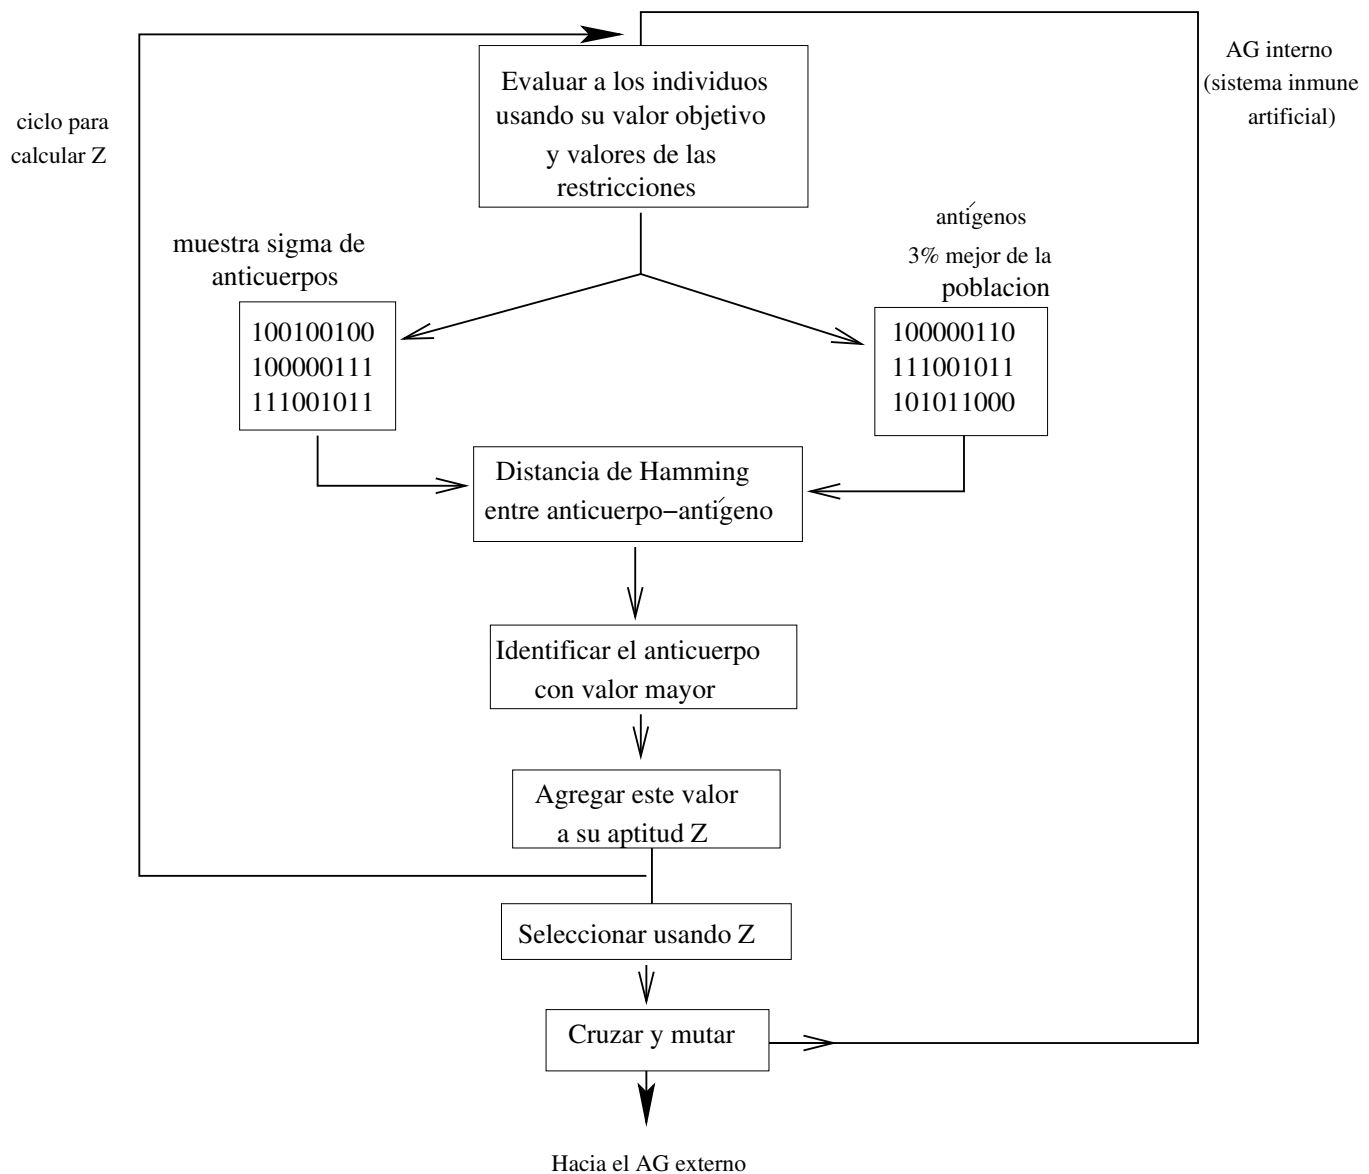 AG interno
(sistema inmune
artificial)
ciclo para
calcular Z
Evaluar a los individuos
usando su valor objetivo
y valores de las
restricciones
muestra sigma de
anticuerpos
100100100
100000111
111001011
antígenos
3% mejor de la
poblacion
100000110
111001011
101011000
Distancia de Hamming
entre anticuerpo−antígeno
Identificar el anticuerpo
con valor mayor
Agregar este valor
a su aptitud Z
Seleccionar usando Z
Cruzar y mutar
Hacia el AG externo